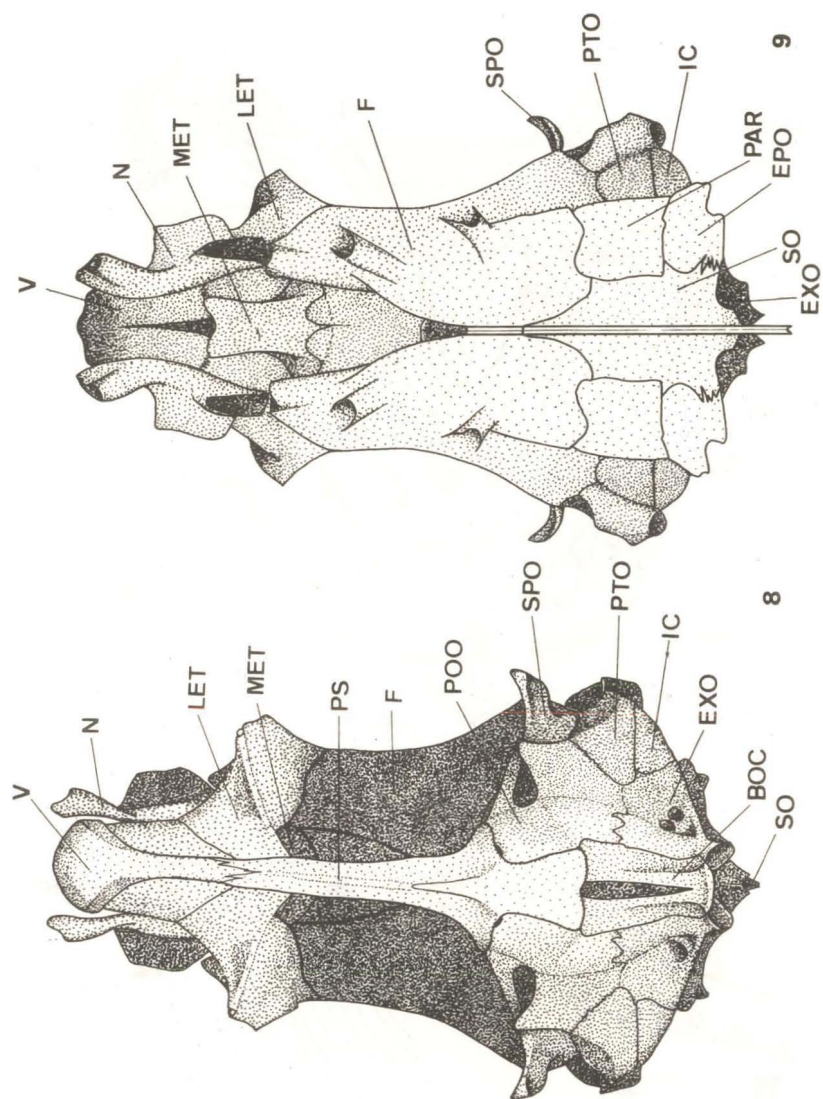 V
N
MET
LET
F
SPO
PTO
IC
PAR
EPO
SO
EXO
9
V
N
LET
MET
PS
F
POO
SPO
PTO
IC
EXO
BOC
SO
8